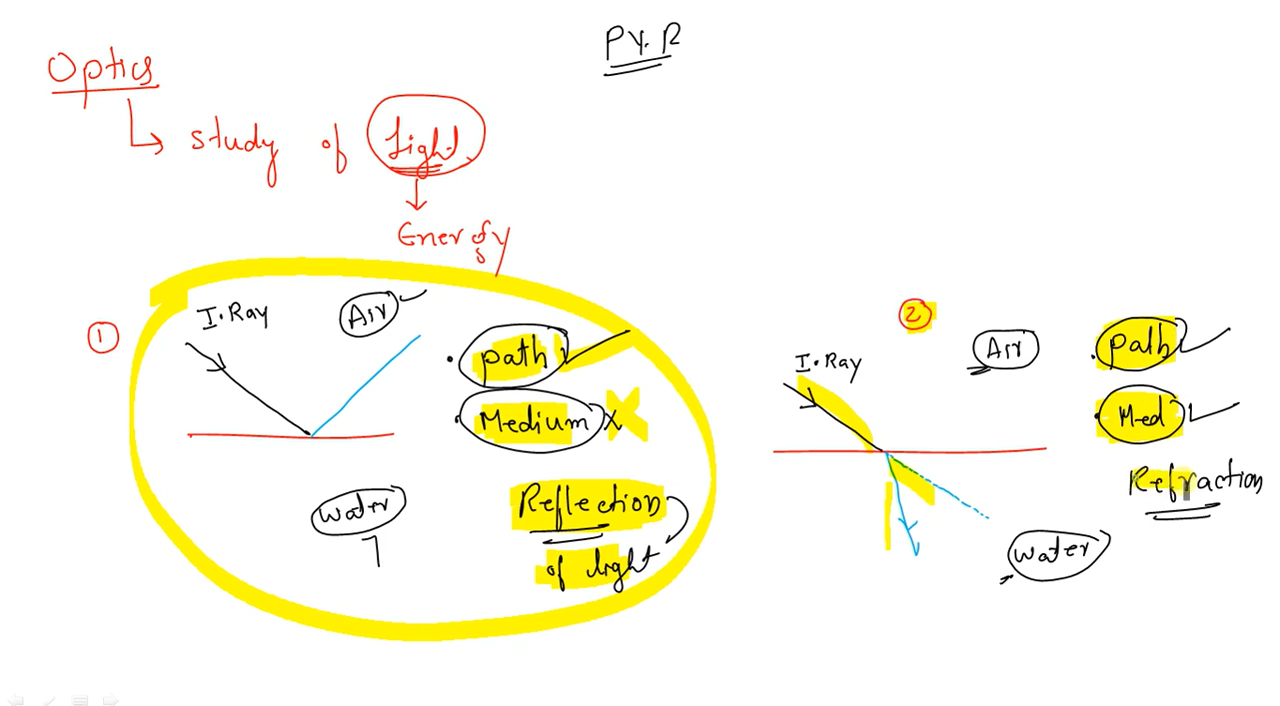 PY.R
Optics
↳ study of Light
↓
Energy
①
I.Ray
Air ✓
• path ✓
• Medium x
Water
Reflection
of light
②
I.Ray
Air
• Path ✓
• Med ✓
Refraction
Water